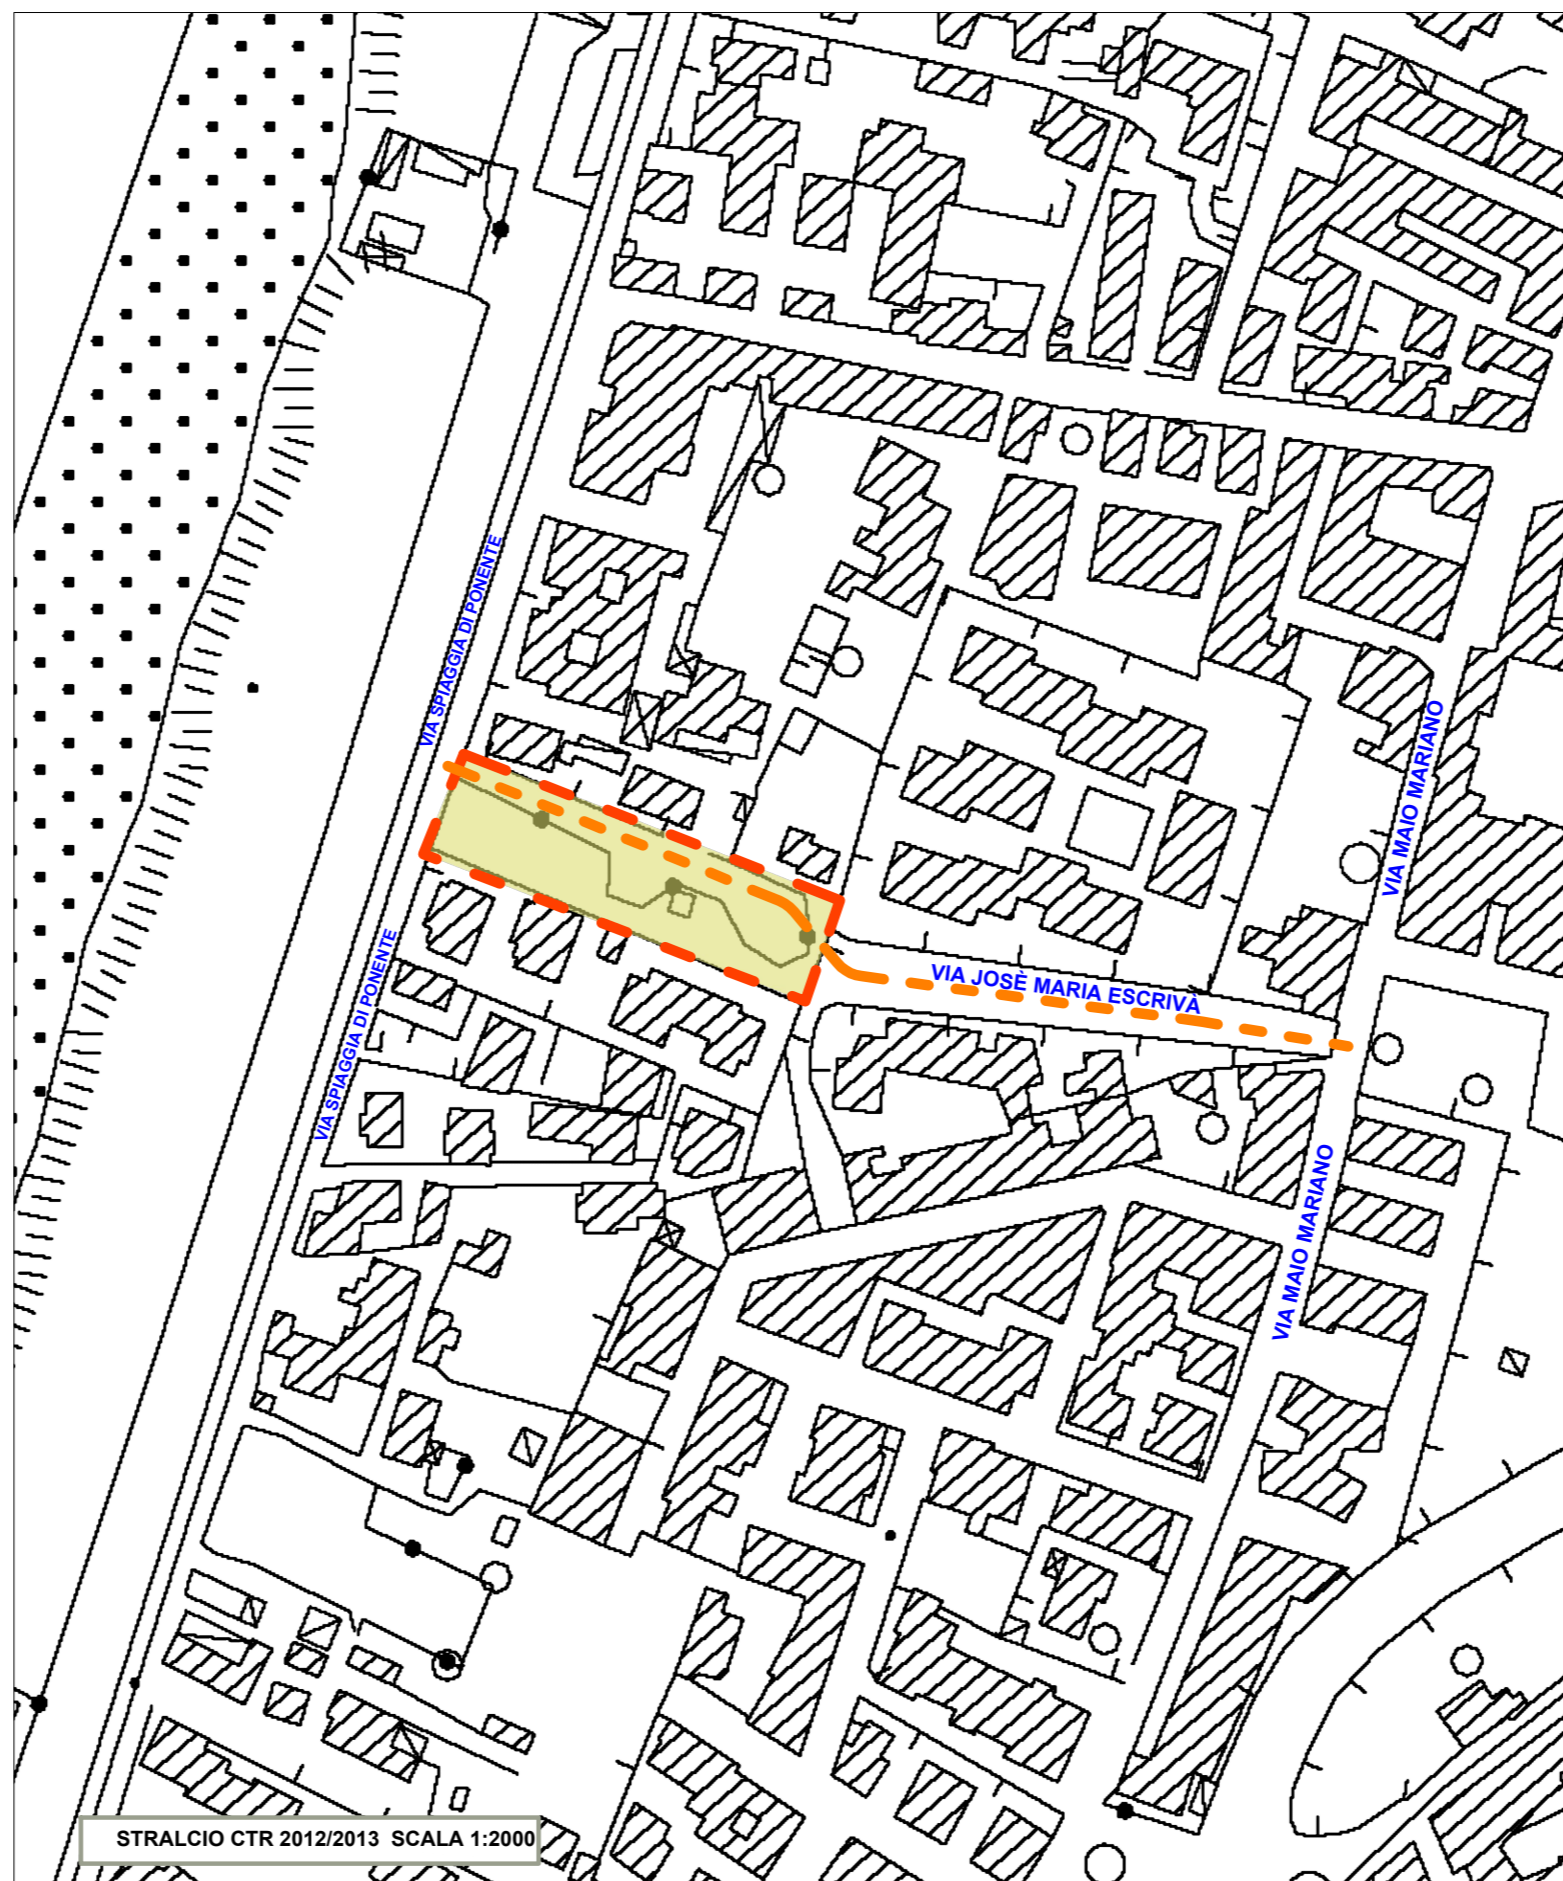 VIA SPIAGGIA DI PONENTE
VIA MAIO MARIANO
VIA SPIAGGIA DI PONENTE
VIA JOSÈ MARIA ESCRIVÀ
VIA MAIO MARIANO
STRALCIO CTR 2012/2013 SCALA 1:2000